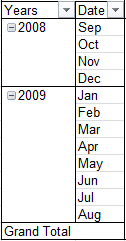 Years Date
2008 Sep
Oct
Nov
Dec
2009 Jan
Feb
Mar
Apr
May
Jun
Jul
Aug
Grand Total